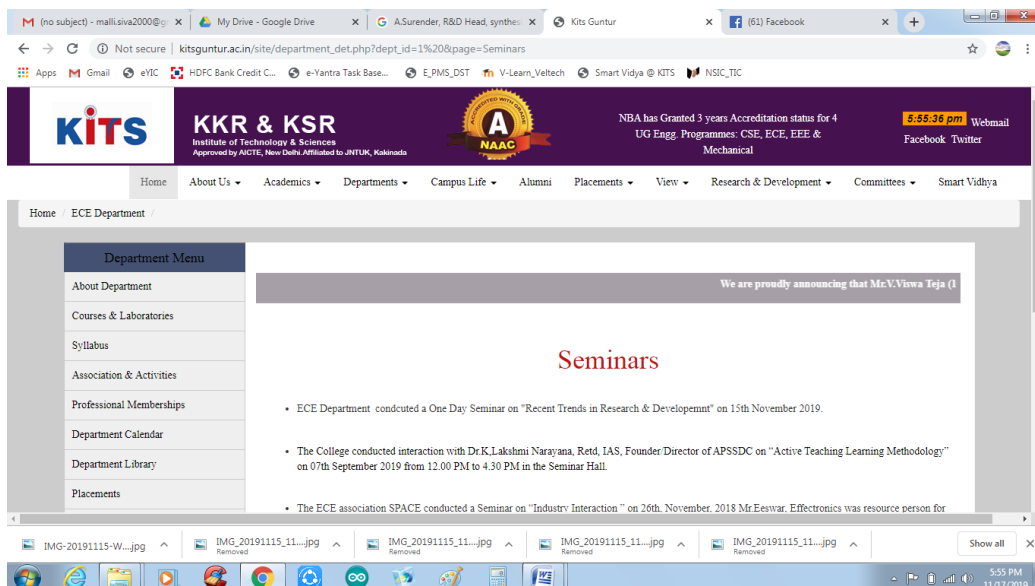 (no subject) - malli.siva2000@g
My Drive - Google Drive
A.Surender, R&D Head, synthes
Kits Guntur
(61) Facebook
Not secure | kitsguntur.ac.in/site/department_det.php?dept_id=1%20&page=Seminars
Apps
Gmail
eYIC
HDFC Bank Credit C...
e-Yantra Task Base...
E_PMS_DST
V-Learn_Veltech
Smart Vidya @ KITS
NSIC_TIC
KITS
KKR & KSR
Institute of Technology & Sciences
Approved by AICTE, New Delhi. Affiliated to JNTUK, Kakinada
ACCREDITED WITH GRADE
A
NAAC
NBA has Granted 3 years Accreditation status for 4
UG Engg. Programmes: CSE, ECE, EEE &
Mechanical
5:55:36 pm Webmail
Facebook Twitter
Home
About Us
Academics
Departments
Campus Life
Alumni
Placements
View
Research & Development
Committees
Smart Vidhya
Home / ECE Department /
Department Menu
About Department
Courses & Laboratories
Syllabus
Association & Activities
Professional Memberships
Department Calendar
Department Library
Placements
We are proudly announcing that Mr.V.Viswa Teja (1
Seminars
• ECE Department condcuted a One Day Seminar on "Recent Trends in Research & Developemnt" on 15th November 2019.
• The College conducted interaction with Dr.K,Lakshmi Narayana, Retd, IAS, Founder/Director of APSSDC on “Active Teaching Learning Methodology”
on 07th September 2019 from 12.00 PM to 4.30 PM in the Seminar Hall.
• The ECE association SPACE conducted a Seminar on “Industry Interaction ” on 26th, November, 2018 Mr.Eeswar, Effectronics was resource person for
IMG-20191115-W....jpg
IMG_20191115_11....jpg
Removed
IMG_20191115_11....jpg
Removed
IMG_20191115_11....jpg
Removed
IMG_20191115_11....jpg
Removed
Show all
5:55 PM
11/17/2019